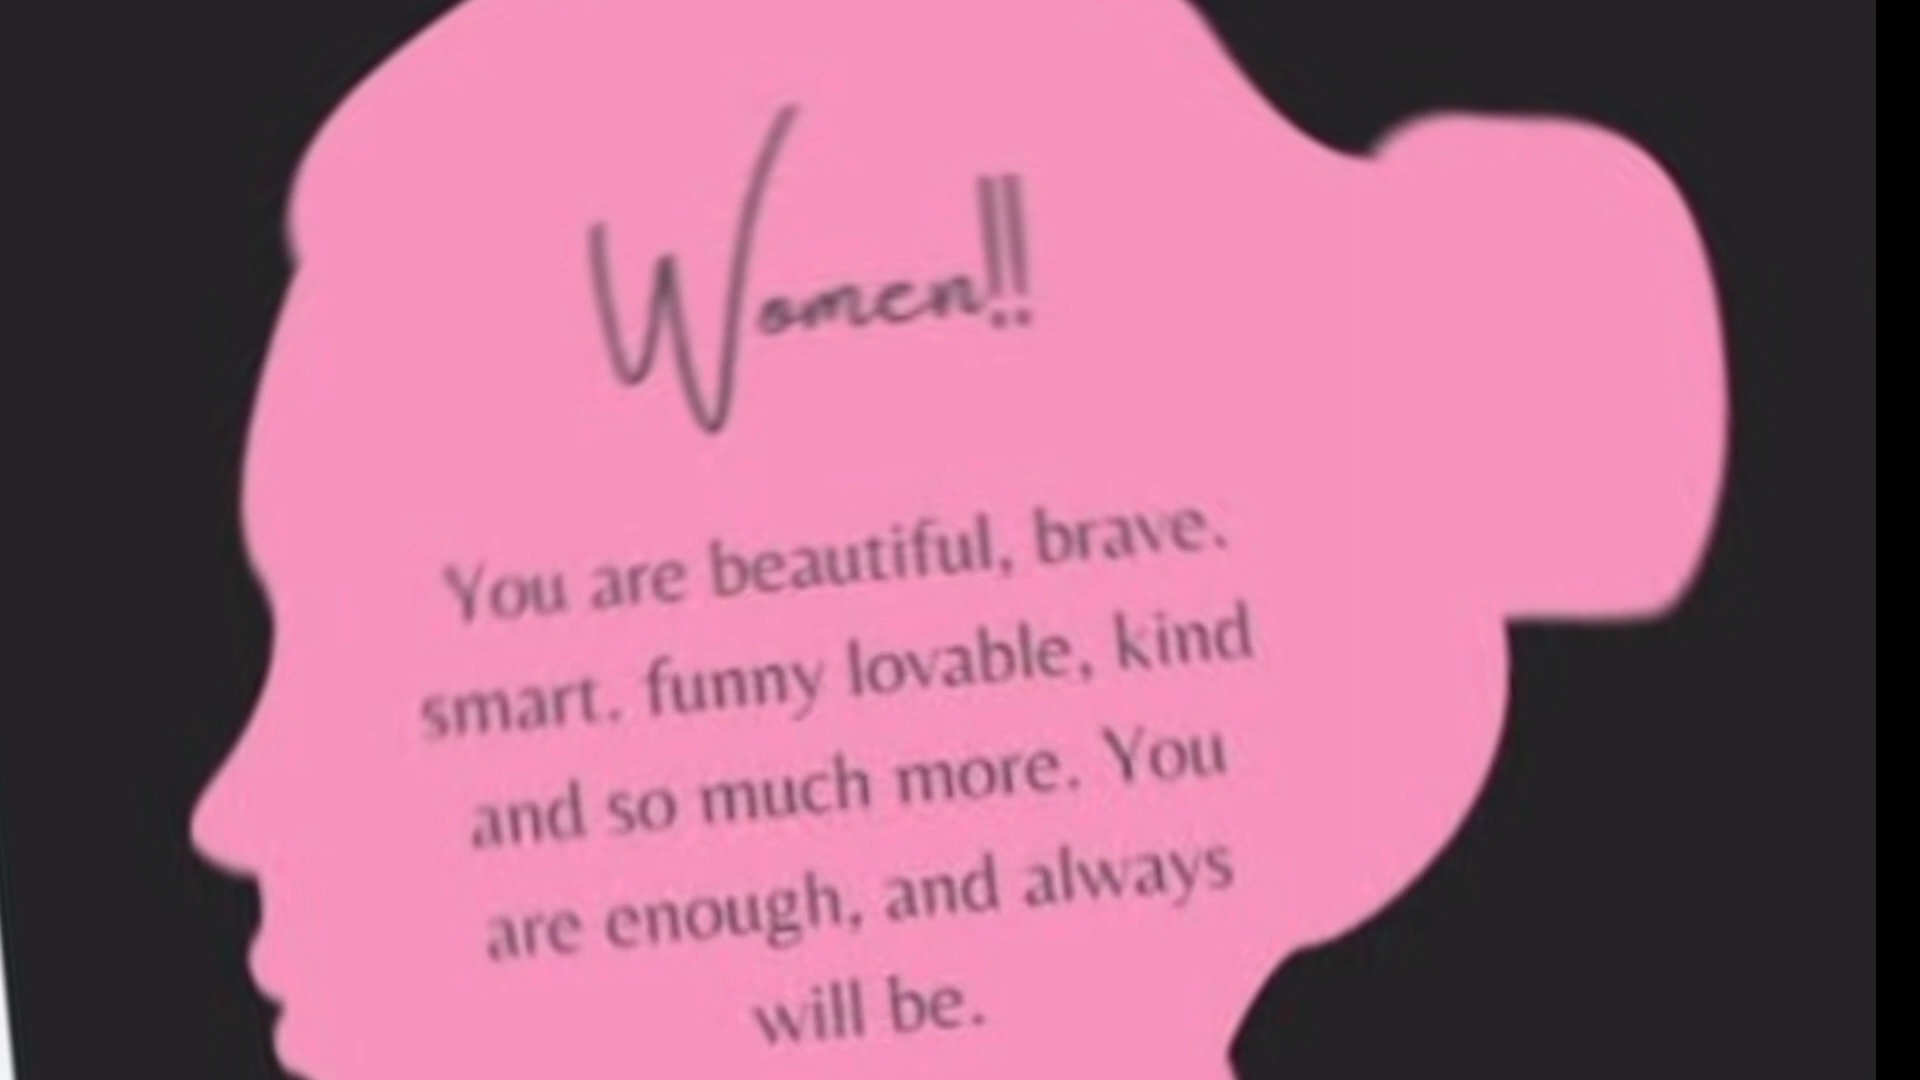 Women!!
You are beautiful, brave.
smart. funny lovable, kind
and so much more. You
are enough, and always
will be.